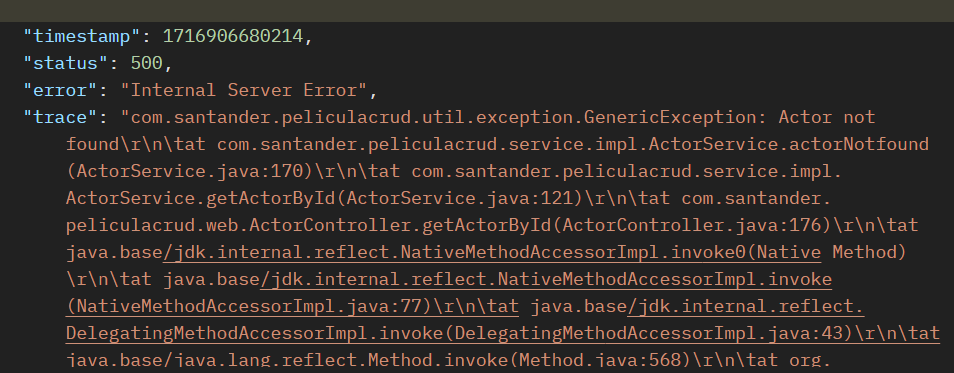 "timestamp": 1716906680214,
"status": 500,
"error": "Internal Server Error",
"trace": "com.santander.peliculacrud.util.exception.GenericException: Actor not
found\r\n\tat com.santander.peliculacrud.service.impl.ActorService.actorNotfound
(ActorService.java:170)\r\n\tat com.santander.peliculacrud.service.impl.
ActorService.getActorById(ActorService.java:121)\r\n\tat com.santander.
peliculacrud.web.ActorController.getActorById(ActorController.java:176)\r\n\tat
java.base/jdk.internal.reflect.NativeMethodAccessorImpl.invoke0(Native Method)
\r\n\tat java.base/jdk.internal.reflect.NativeMethodAccessorImpl.invoke
(NativeMethodAccessorImpl.java:77)\r\n\tat java.base/jdk.internal.reflect.
DelegatingMethodAccessorImpl.invoke(DelegatingMethodAccessorImpl.java:43)\r\n\tat
java.base/java.lang.reflect.Method.invoke(Method.java:568)\r\n\tat org.